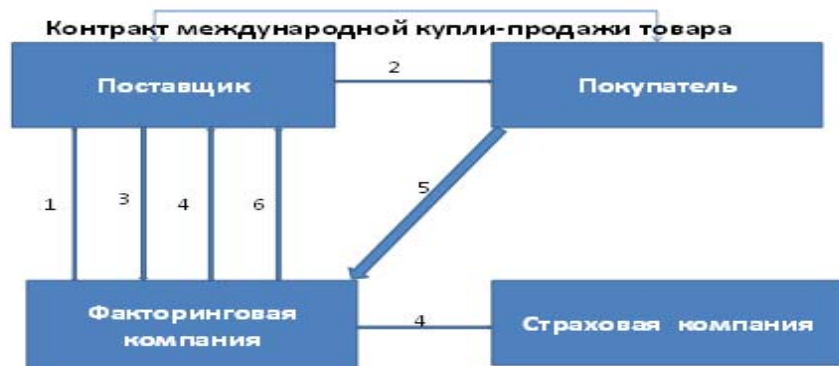 Контракт международной купли-продажи товара
Поставщик
2
Покупатель
1
3
4
6
5
Факторинговая
компания
4
Страховая компания